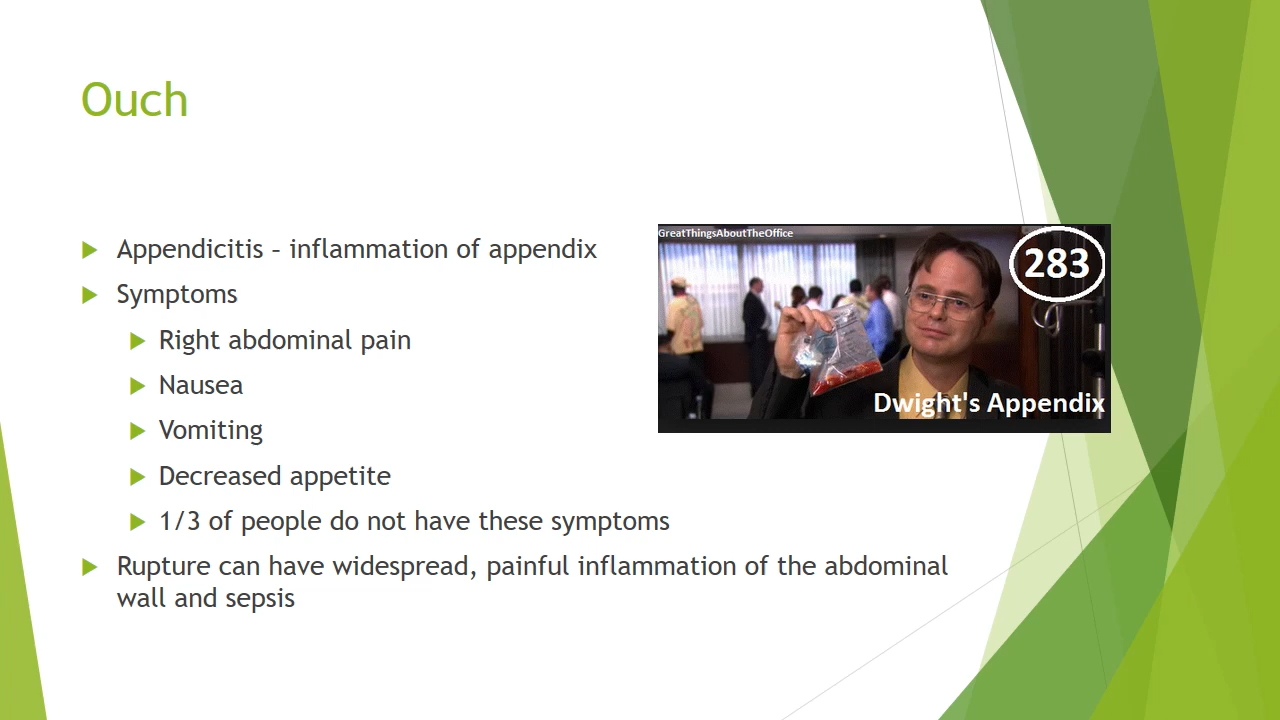 Ouch
Appendicitis – inflammation of appendix
Symptoms
Right abdominal pain
Nausea
Vomiting
Decreased appetite
1/3 of people do not have these symptoms
Rupture can have widespread, painful inflammation of the abdominal
wall and sepsis
GreatThingsAboutTheOffice
283
Dwight's Appendix